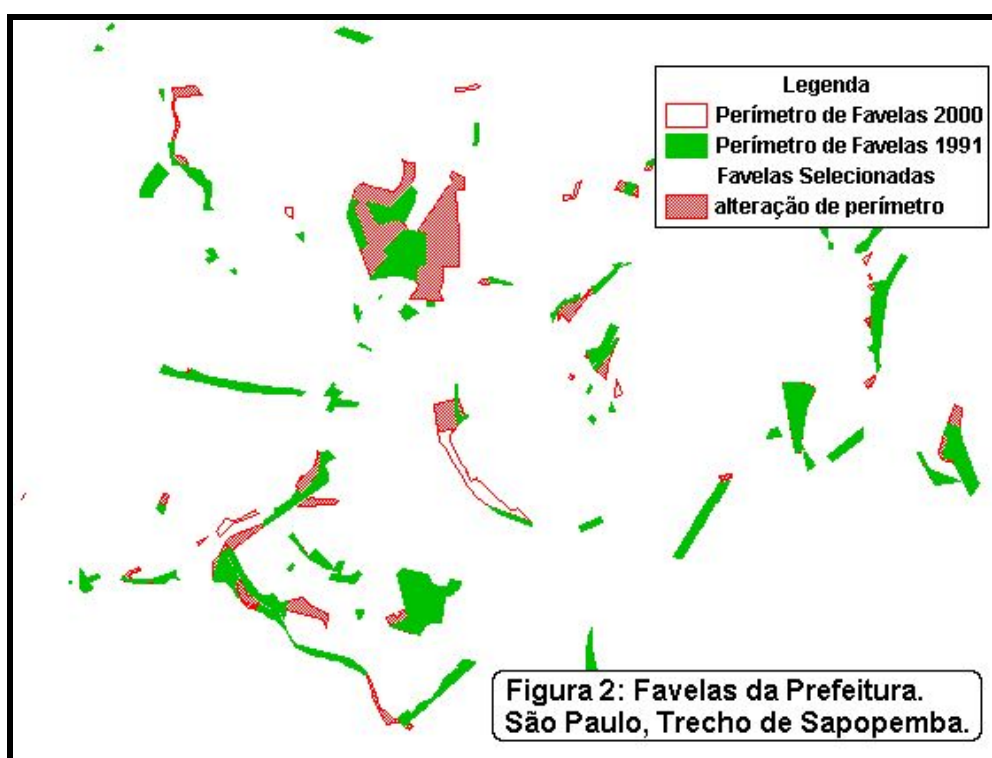 Legenda
Perímetro de Favelas 2000
Perímetro de Favelas 1991
Favelas Selecionadas
alteração de perímetro
Figura 2: Favelas da Prefeitura.
São Paulo, Trecho de Sapopemba.